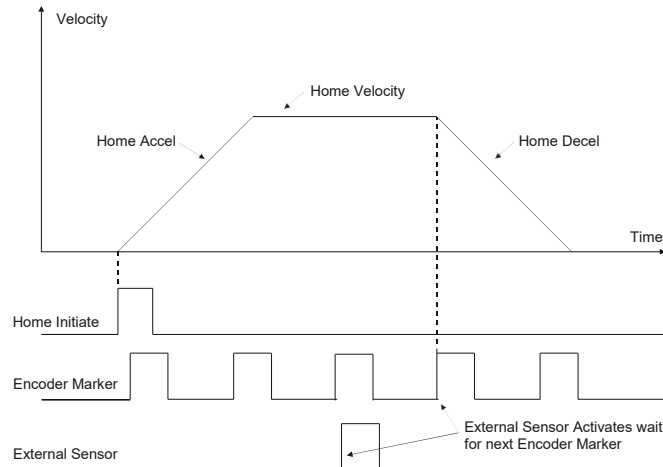 Velocity
Home Velocity
Home Accel
Home Decel
Time
Home Initiate
Encoder Marker
External Sensor Activates wait
for next Encoder Marker
External Sensor